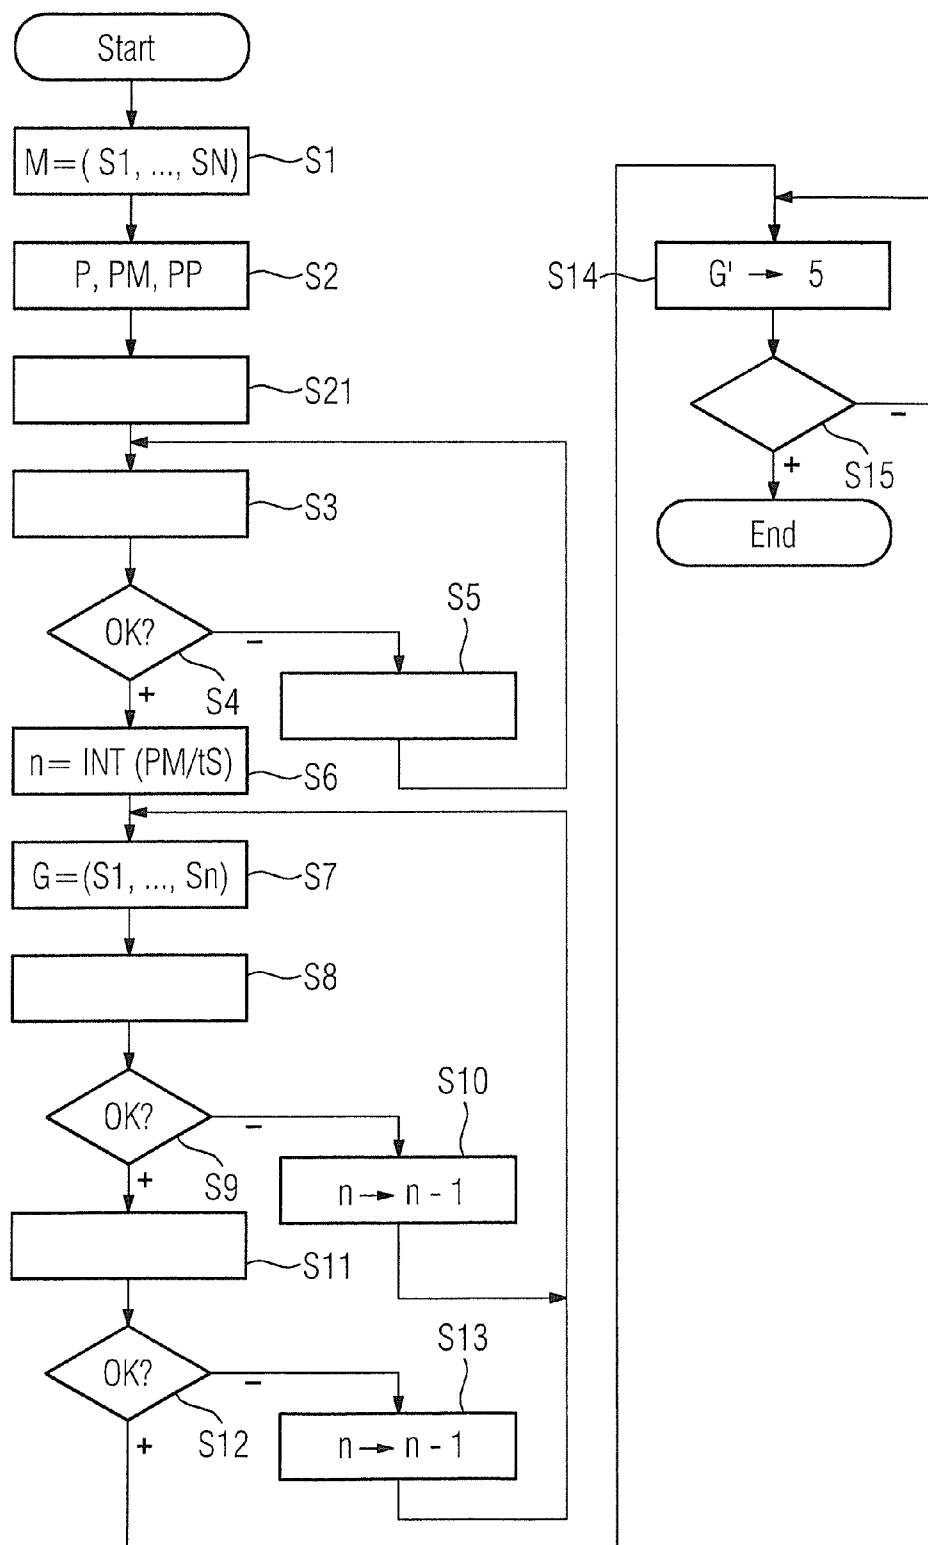 Start
M=( S1, ..., SN)
S1
P, PM, PP
S2
S21
S3
OK?
S4
−
+
S5
n= INT (PM/tS)
S6
G=(S1, ..., Sn)
S7
S8
OK?
S9
−
+
S10
n → n - 1
S11
OK?
S12
−
+
S13
n → n - 1
S14
G' → 5
S15
−
+
End